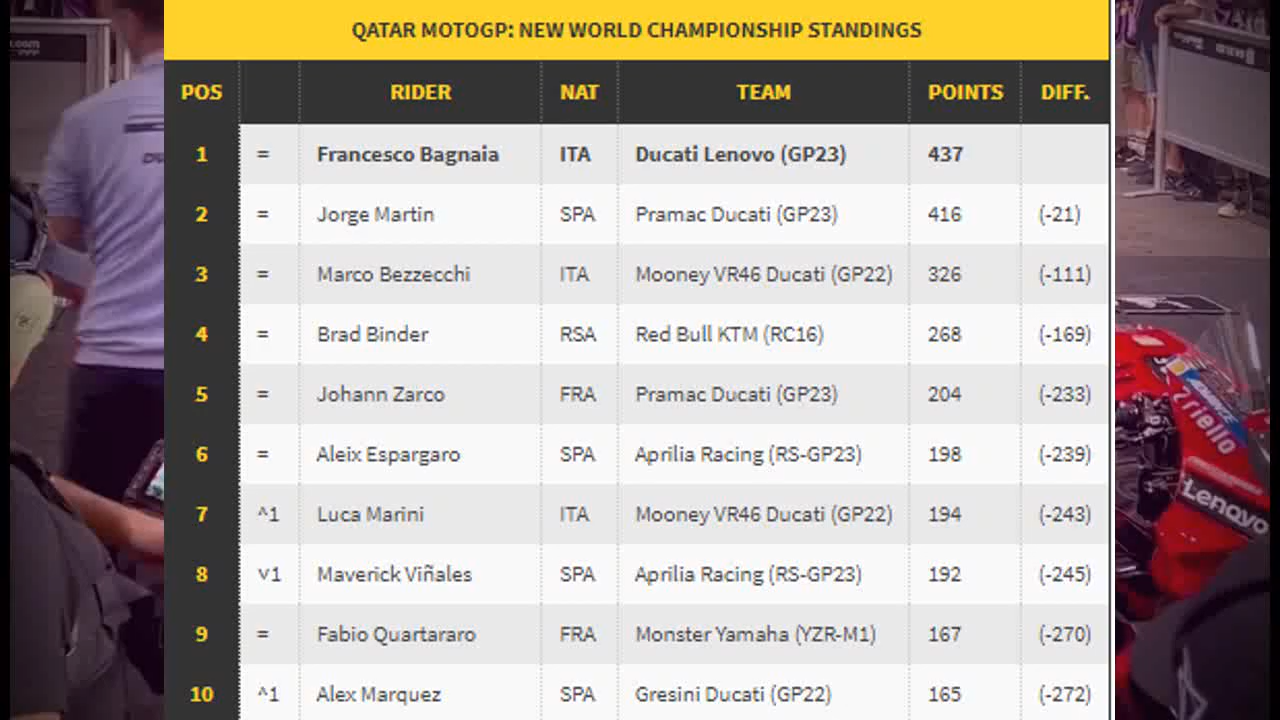 QATAR MOTOGP: NEW WORLD CHAMPIONSHIP STANDINGS
POS RIDER NAT TEAM POINTS DIFF.
1 = Francesco Bagnaia ITA Ducati Lenovo (GP23) 437
2 = Jorge Martin SPA Pramac Ducati (GP23) 416 (-21)
3 = Marco Bezzecchi ITA Mooney VR46 Ducati (GP22) 326 (-111)
4 = Brad Binder RSA Red Bull KTM (RC16) 268 (-169)
5 = Johann Zarco FRA Pramac Ducati (GP23) 204 (-233)
6 = Aleix Espargaro SPA Aprilia Racing (RS-GP23) 198 (-239)
7 ^1 Luca Marini ITA Mooney VR46 Ducati (GP22) 194 (-243)
8 ˅1 Maverick Viñales SPA Aprilia Racing (RS-GP23) 192 (-245)
9 = Fabio Quartararo FRA Monster Yamaha (YZR-M1) 167 (-270)
10 ^1 Alex Marquez SPA Gresini Ducati (GP22) 165 (-272)
.com
riello
Lenovo